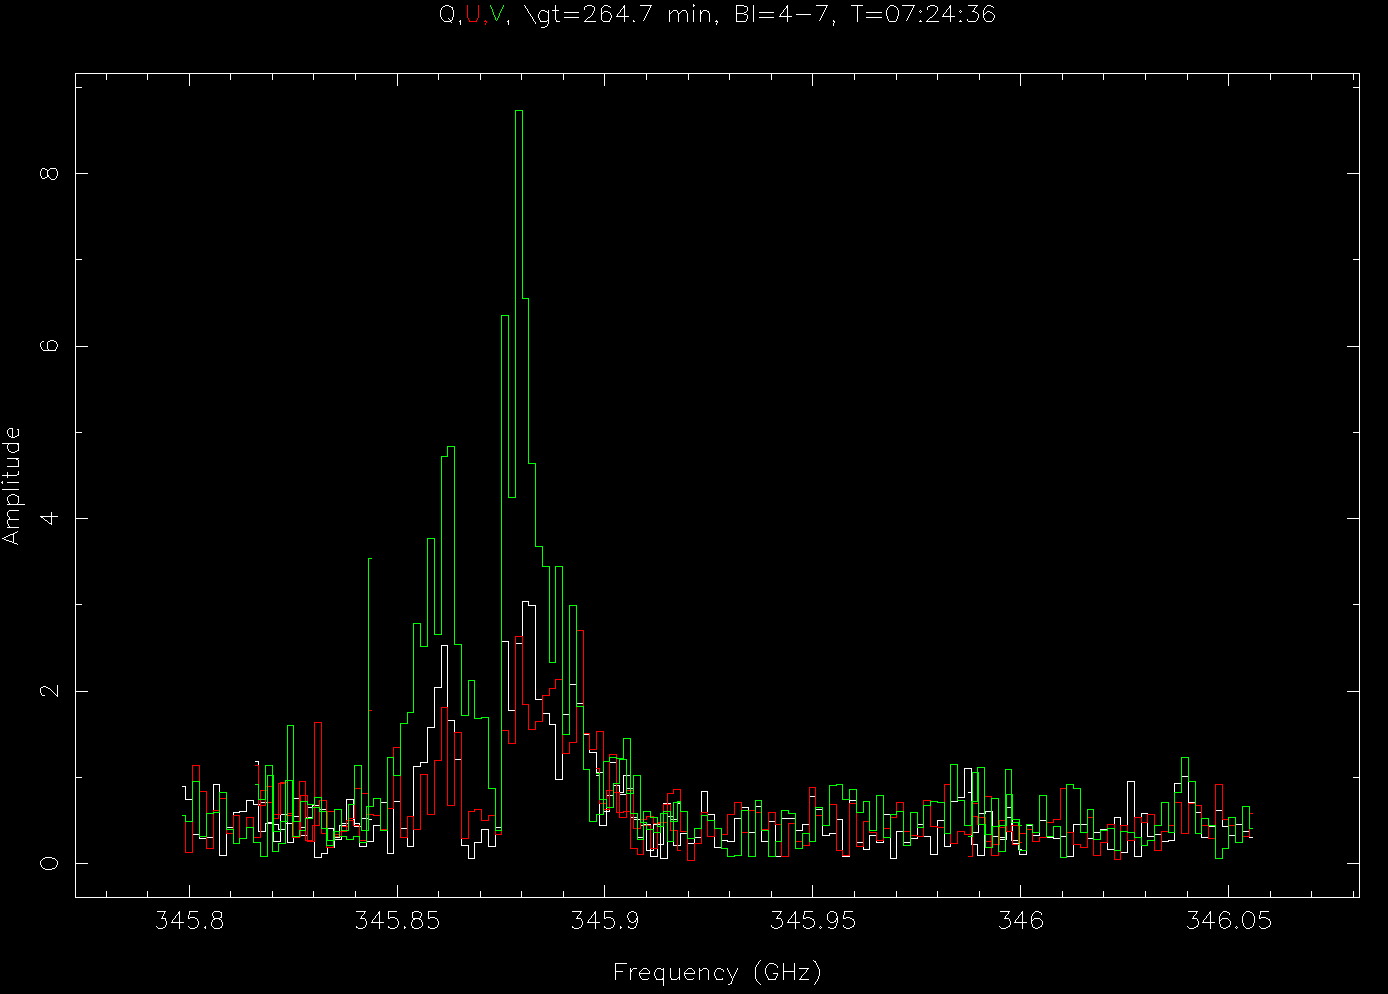 Q,U,V, \gt=264.7 min, Bl=4-7, T=07:24:36
8
6
4
2
0
Amplitude
345.8 345.85 345.9 345.95 346 346.05
Frequency (GHz)